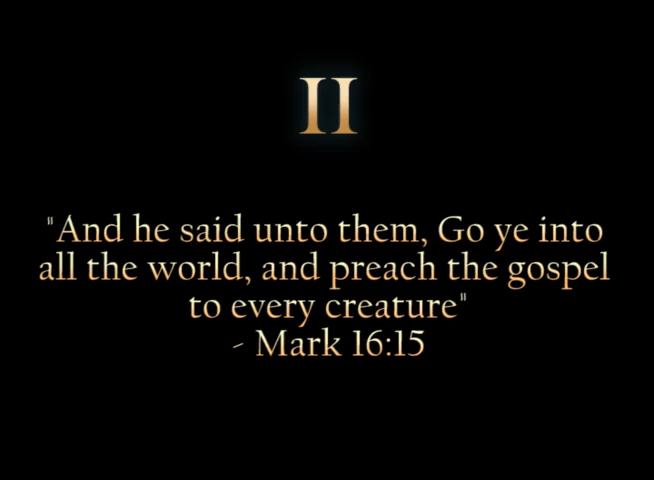 II
"And he said unto them, Go ye into
all the world, and preach the gospel
to every creature"
- Mark 16:15